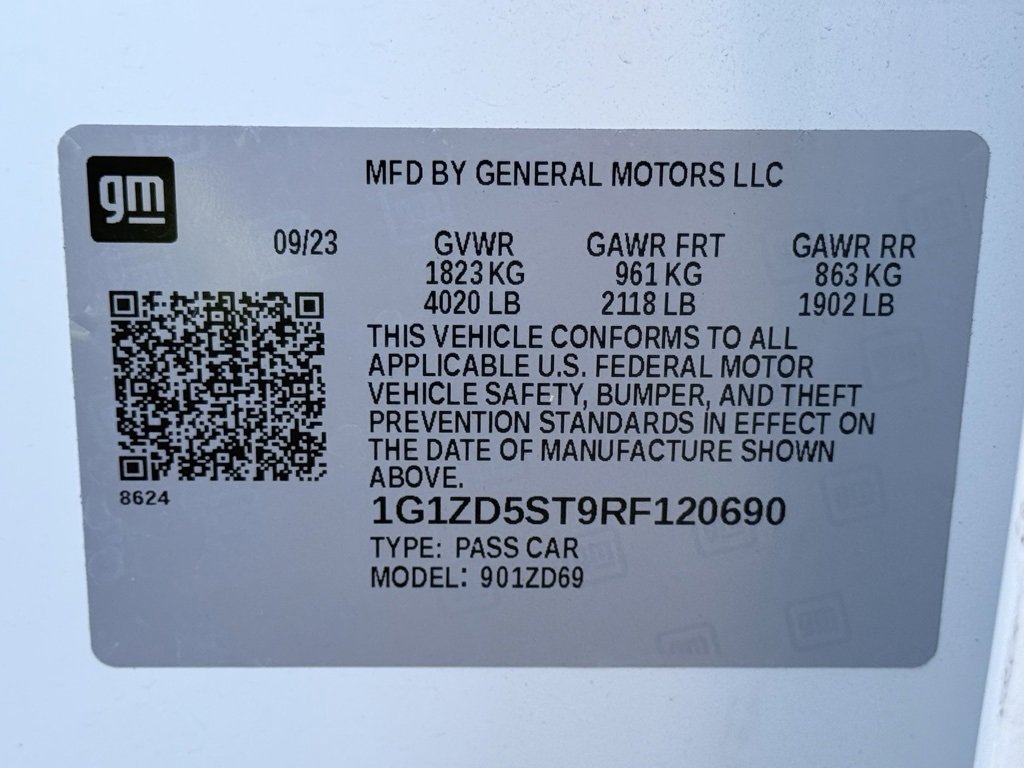 gm
MFD BY GENERAL MOTORS LLC
09/23 GVWR GAWR FRT GAWR RR
1823 KG 961 KG 863 KG
4020 LB 2118 LB 1902 LB
THIS VEHICLE CONFORMS TO ALL
APPLICABLE U.S. FEDERAL MOTOR
VEHICLE SAFETY, BUMPER, AND THEFT
PREVENTION STANDARDS IN EFFECT ON
THE DATE OF MANUFACTURE SHOWN
ABOVE.
8624
1G1ZD5ST9RF120690
TYPE: PASS CAR
MODEL: 901ZD69